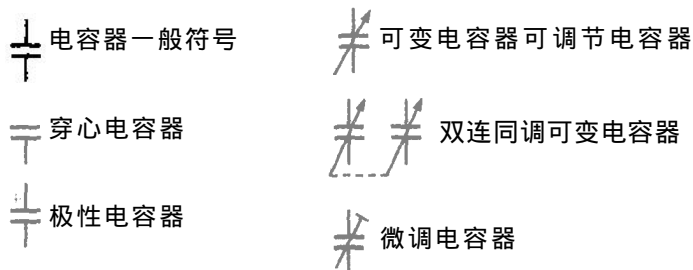 电容器一般符号
可变电容器可调节电容器
穿心电容器
双连同调可变电容器
极性电容器
微调电容器